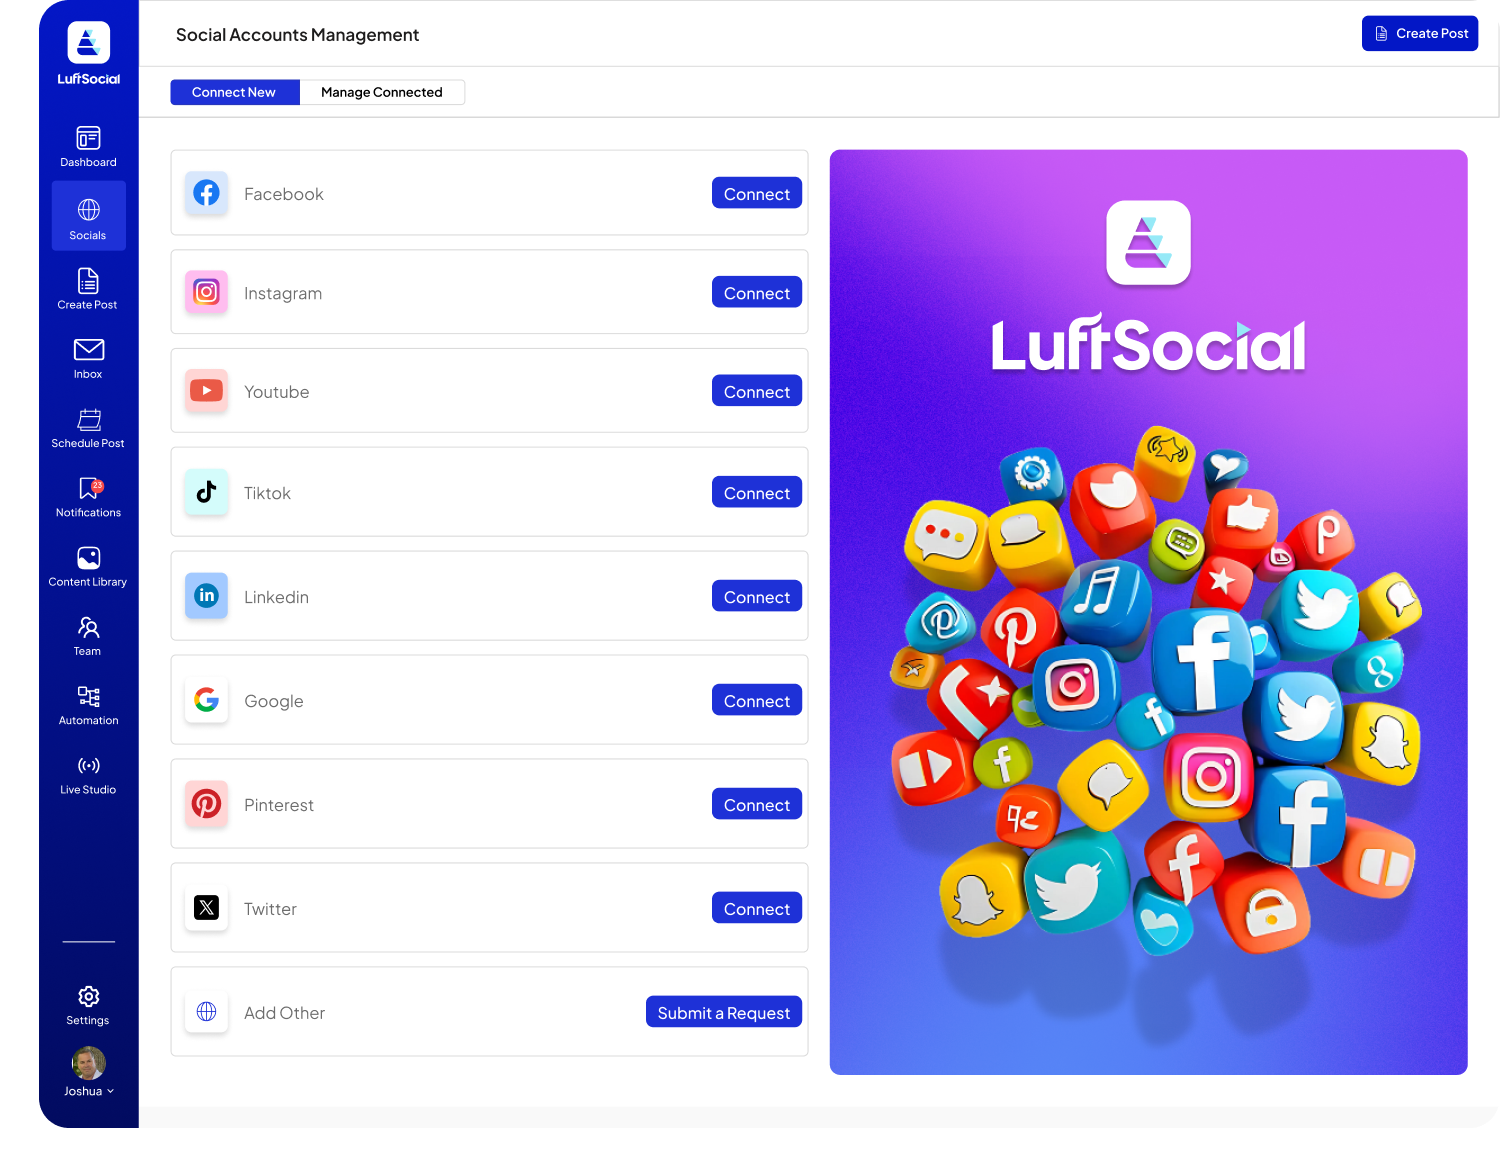 LuftSocial
Dashboard
Socials
Create Post
Inbox
Schedule Post
23
Notifications
Content Library
Team
Automation
Live Studio
Settings
Joshua
Social Accounts Management
Create Post
Connect New
Manage Connected
Facebook
Connect
Instagram
Connect
Youtube
Connect
Tiktok
Connect
in
Linkedin
Connect
Google
Connect
Pinterest
Connect
Twitter
Connect
Add Other
Submit a Request
LuftSocial